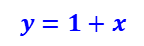 y = 1 + x